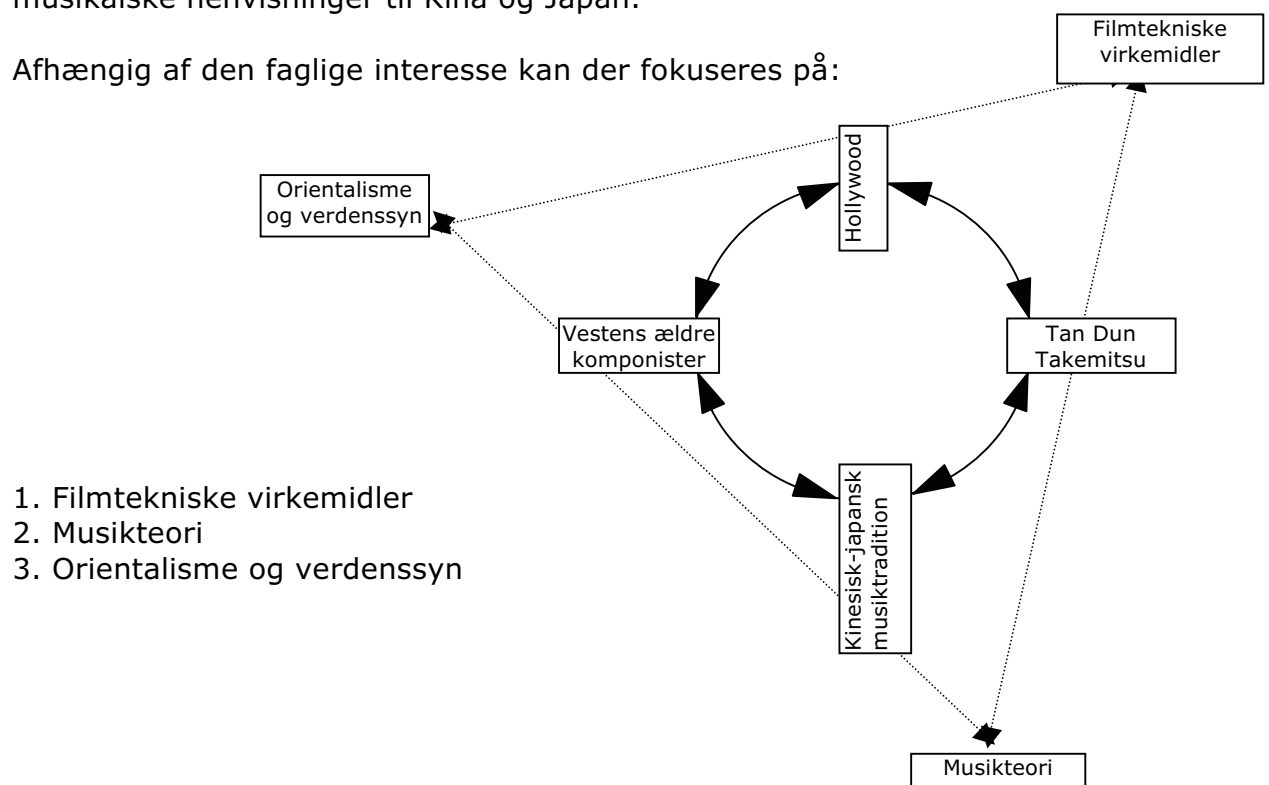 musikalske henvisninger til Kina og Japan.
Afhængig af den faglige interesse kan der fokuseres på:
Filmtekniske
virkemidler
Hollywood
Orientalisme
og verdenssyn
Vestens ældre
komponister
Tan Dun
Takemitsu
Kinesisk-japansk
musiktradition
1. Filmtekniske virkemidler
2. Musikteori
3. Orientalisme og verdenssyn
Musikteori